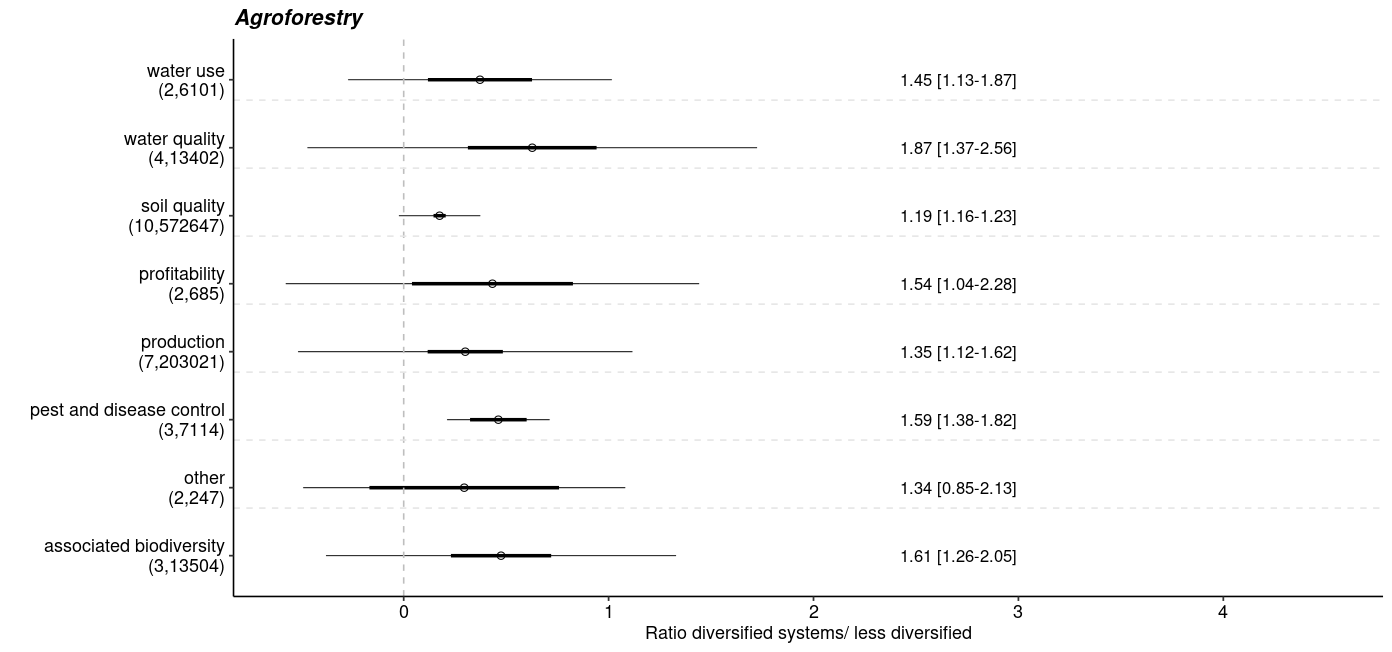 Agroforestry
water use
(2,6101)
1.45 [1.13-1.87]
water quality
(4,13402)
1.87 [1.37-2.56]
soil quality
(10,572647)
1.19 [1.16-1.23]
profitability
(2,685)
1.54 [1.04-2.28]
production
(7,203021)
1.35 [1.12-1.62]
pest and disease control
(3,7114)
1.59 [1.38-1.82]
other
(2,247)
1.34 [0.85-2.13]
associated biodiversity
(3,13504)
1.61 [1.26-2.05]
0 1 2 3 4
Ratio diversified systems/ less diversified